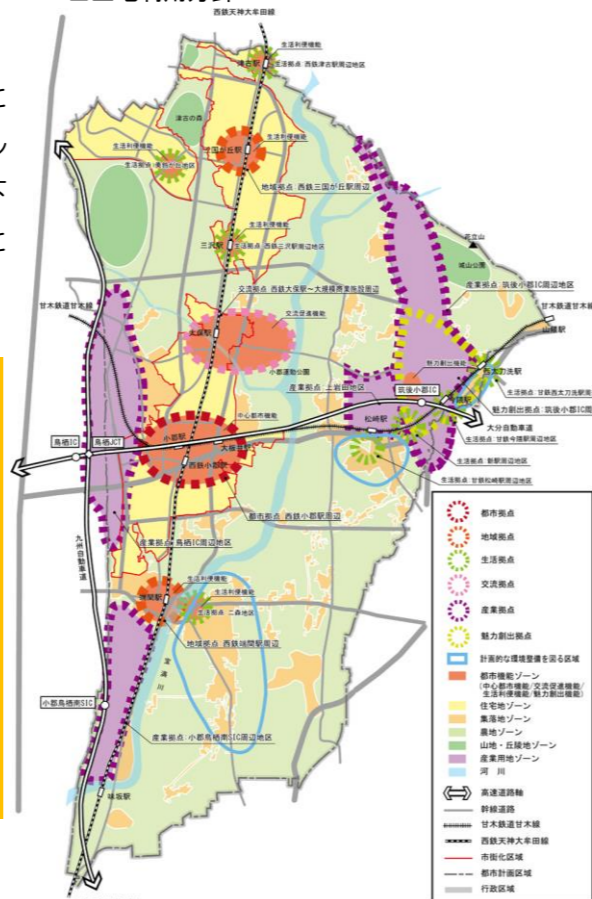 西鉄天神大牟田線
生活利便機能
津古駅
生活拠点:西鉄津古駅周辺地区
津古の森
生活利便機能
生活利便機能
三国が丘駅
地域拠点:西鉄三国が丘駅周辺
三沢駅
生活拠点:西鉄三沢駅周辺地区
花立山
城山公園
産業拠点:筑後小郡IC周辺地区
甘木鉄道甘木線
甘木鉄道甘木線
山隈駅
交流拠点:西鉄大保駅~大規模商業施設周辺
交流促進機能
大保駅
小郡運動公園
魅力創出機能
西太刀洗駅
産業拠点:上岩田地区
筑後小郡IC
今隈駅
松崎駅
魅力創出拠点:筑後小郡IC周
大分自動車道
中心都市機能
小郡駅
大板井駅
西鉄小郡駅
鳥栖IC
鳥栖JCT
生活拠点:甘鉄今隈駅周辺地区
生活拠点:新駅周辺地区
生活拠点:甘鉄松崎駅周辺地区
都市拠点:西鉄小郡駅周辺
産業拠点:鳥栖IC周辺地区
九州自動車道
生活利便機能
端間駅
生活利便機能
生活拠点:二森地区
地域拠点:西鉄端間駅周辺
宝満川
小郡鳥栖南SIC
産業拠点:小郡鳥栖南SIC周辺地区
味坂駅
都市拠点
地域拠点
生活拠点
交流拠点
産業拠点
魅力創出拠点
計画的な環境整備を図る区域
都市機能ゾーン
(中心都市機能/交流促進機能/
生活利便機能/魅力創出機能)
住宅地ゾーン
集落地ゾーン
農地ゾーン
山地・丘陵地ゾーン
産業用地ゾーン
河川
高速道路軸
幹線道路
甘木鉄道甘木線
西鉄天神大牟田線
市街化区域
都市計画区域
行政区域